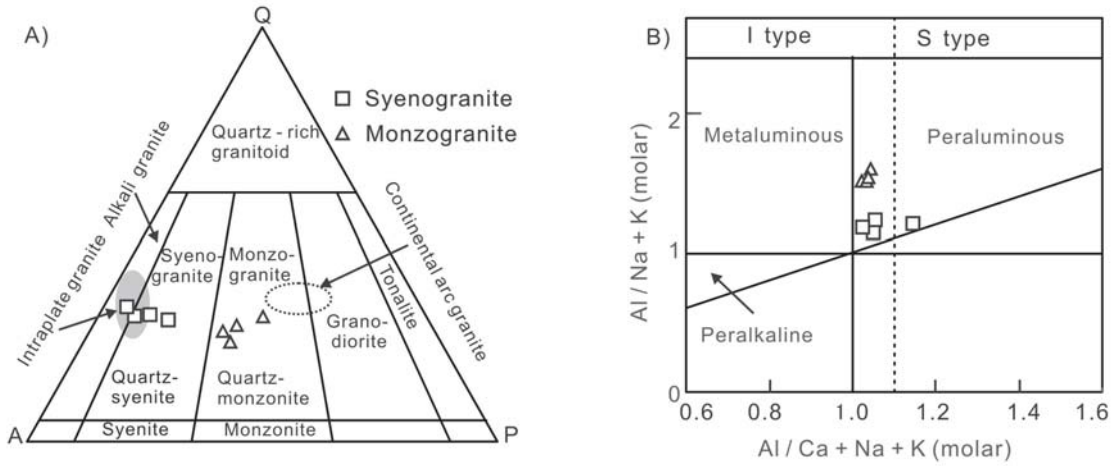 A)
Q
Syenogranite
Monzogranite
Quartz - rich
granitoid
Alkali granite
Intraplate granite
Continental arc granite
Syeno-
granite
Monzo-
granite
Tonalite
Grano-
diorite
Quartz-
syenite
Quartz-
monzonite
A
Syenite
Monzonite
P
B)
I type
S type
2
Metaluminous
Peraluminous
1
Peralkaline
0
0.6
0.8
1.0
1.2
1.4
1.6
Al / Na + K (molar)
Al / Ca + Na + K (molar)